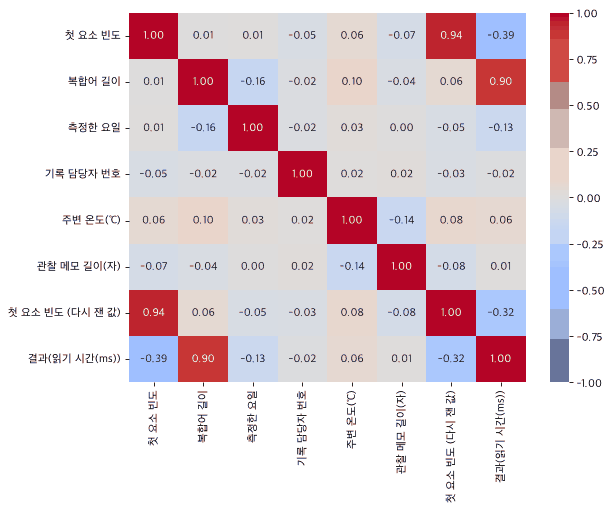 첫 요소 빈도 1.00 0.01 0.01 −0.05 0.06 −0.07 0.94 −0.39
복합어 길이 0.01 1.00 −0.16 −0.02 0.10 −0.04 0.06 0.90
측정한 요일 0.01 −0.16 1.00 −0.02 0.03 0.00 −0.05 −0.13
기록 담당자 번호 −0.05 −0.02 −0.02 1.00 0.02 0.02 −0.03 −0.02
주변 온도(℃) 0.06 0.10 0.03 0.02 1.00 −0.14 0.08 0.06
관찰 메모 길이(자) −0.07 −0.04 0.00 0.02 −0.14 1.00 −0.08 0.01
첫 요소 빈도 (다시 잰 값) 0.94 0.06 −0.05 −0.03 0.08 −0.08 1.00 −0.32
결과(읽기 시간(ms)) −0.39 0.90 −0.13 −0.02 0.06 0.01 −0.32 1.00
첫 요소 빈도
복합어 길이
측정한 요일
기록 담당자 번호
주변 온도(℃)
관찰 메모 길이(자)
첫 요소 빈도 (다시 잰 값)
결과(읽기 시간(ms))
1.00
0.75
0.50
0.25
0.00
−0.25
−0.50
−0.75
−1.00